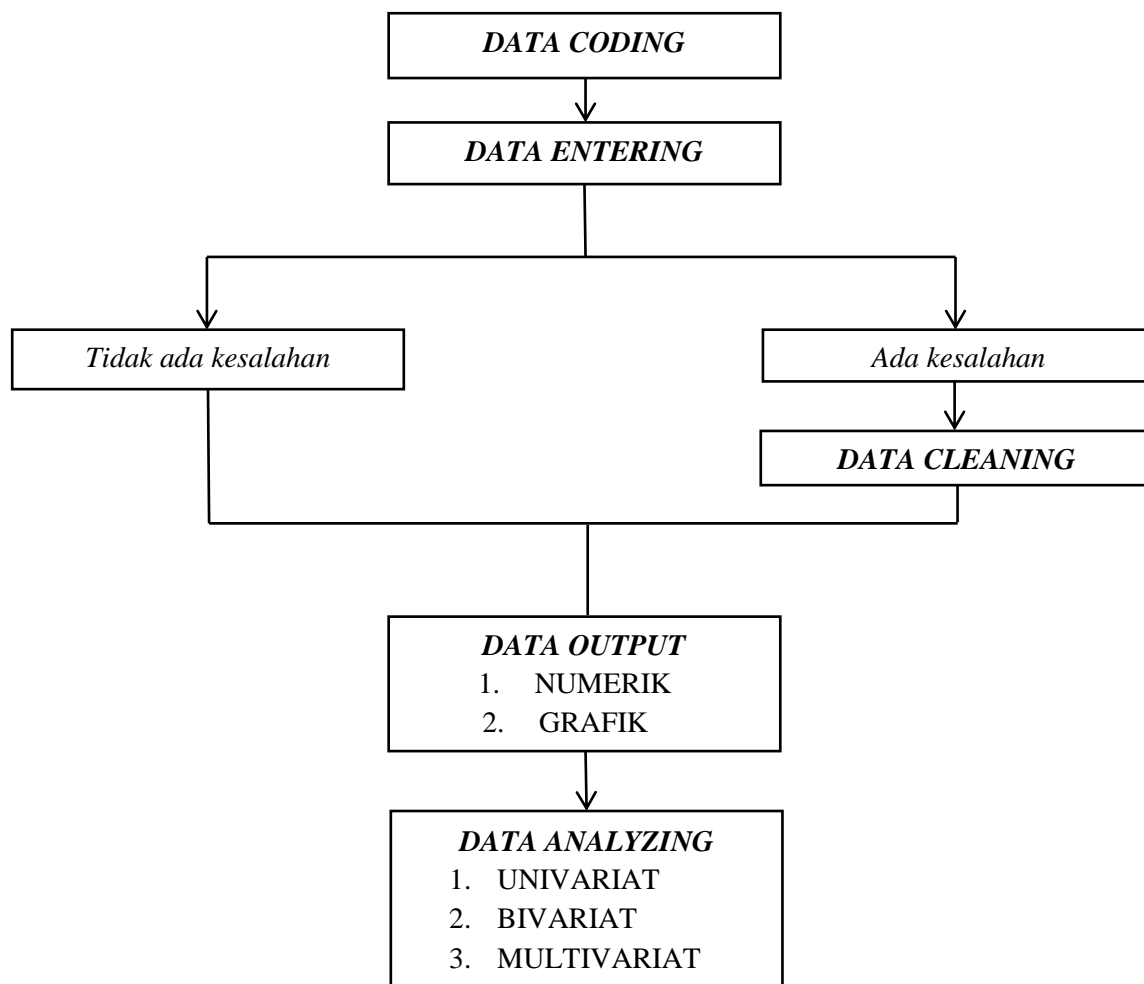 DATA CODING
DATA ENTERING
Tidak ada kesalahan
Ada kesalahan
DATA CLEANING
DATA OUTPUT
1. NUMERIK
2. GRAFIK
DATA ANALYZING
1. UNIVARIAT
2. BIVARIAT
3. MULTIVARIAT